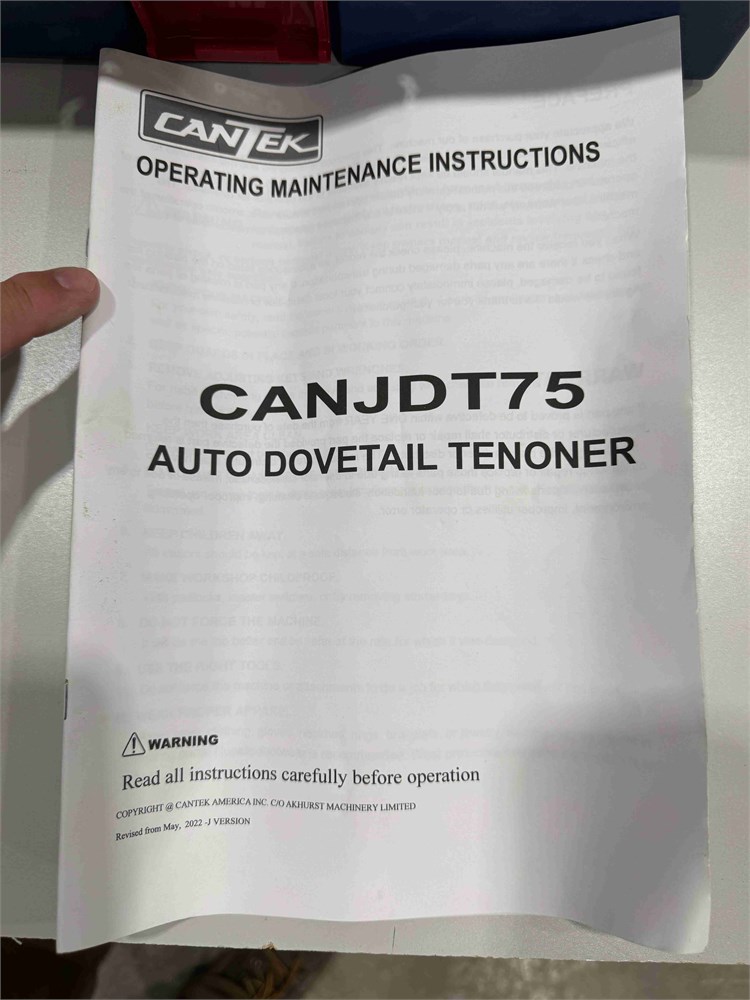 CANTEK
OPERATING MAINTENANCE INSTRUCTIONS
CANJDT75
AUTO DOVETAIL TENONER
WARNING
Read all instructions carefully before operation
COPYRIGHT @ CANTEK AMERICA INC. C/O AKHURST MACHINERY LIMITED
Revised from May, 2022 -J VERSION